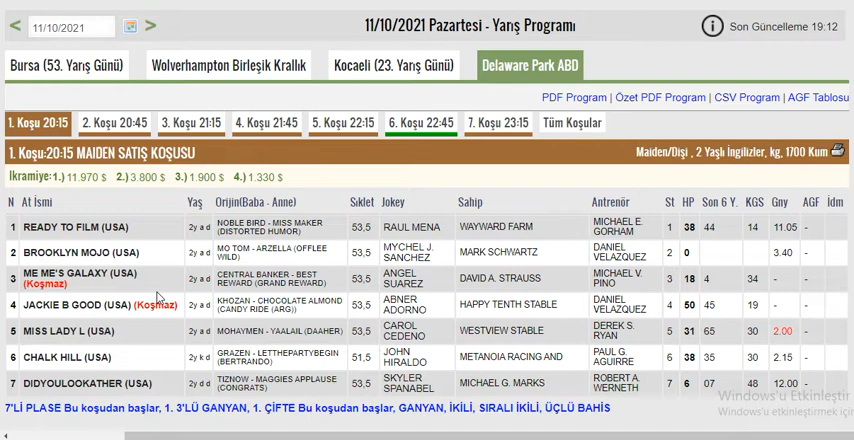 11/10/2021
11/10/2021 Pazartesi - Yarış Programı
Son Güncelleme 19:12
Bursa (53. Yarış Günü) Wolverhampton Birleşik Krallık Kocaeli (23. Yarış Günü) Delaware Park ABD
PDF Program | Özet PDF Program | CSV Program | AGF Tablosu
1. Koşu 20:15 2. Koşu 20:45 3. Koşu 21:15 4. Koşu 21:45 5. Koşu 22:15 6. Koşu 22:45 7. Koşu 23:15 Tüm Koşular
1. Koşu:20:15 MAIDEN SATIŞ KOŞUSU Maiden/Dişi , 2 Yaşlı İngilizler, kg, 1700 Kum
Ikramiye: 1.) 11.970 $ 2.) 3.800 $ 3.) 1.900 $ 4.) 1.330 $
N At İsmi Yaş Orijin(Baba - Anne) Sıklet Jokey Sahip Antrenör St HP Son 6 Y. KGS Gny AGF İdm
1 READY TO FILM (USA) 2y a d NOBLE BIRD - MISS MAKER (DISTORTED HUMOR) 53,5 RAUL MENA WAYWARD FARM MICHAEL E. GORHAM 1 38 44 14 11.05 -
2 BROOKLYN MOJO (USA) 2y a d MO TOM - ARZELLA (OFFLEE WILD) 53,5 MYCHEL J. SANCHEZ MARK SCHWARTZ DANIEL VELAZQUEZ 2 0 3.40 -
3 ME ME'S GALAXY (USA) (Koşmaz) 2y a d CENTRAL BANKER - BEST REWARD (GRAND REWARD) 53,5 ANGEL SUAREZ DAVID A. STRAUSS MICHAEL V. PINO 3 18 4 34 - -
4 JACKIE B GOOD (USA) (Koşmaz) 2y a d KHOZAN - CHOCOLATE ALMOND (CANDY RIDE (ARG)) 53,5 ABNER ADORNO HAPPY TENTH STABLE DANIEL VELAZQUEZ 4 50 45 19 - -
5 MISS LADY L (USA) 2y a d MOHAYMEN - YAALAIL (DAAHER) 53,5 CAROL CEDENO WESTVIEW STABLE DEREK S. RYAN 5 31 65 30 2.00 -
6 CHALK HILL (USA) 2y k d GRAZEN - LETTHEPARTYBEGIN (BERTRANDO) 51,5 JOHN HIRALDO METANOIA RACING AND PAUL G. AGUIRRE 6 38 35 30 2.15 -
7 DIDYOULOOKATHER (USA) 2y d d TIZNOW - MAGGIES APPLAUSE (CONGRATS) 53,5 SKYLER SPANABEL MICHAEL G. MARKS ROBERT A. WERNETH 7 6 07 48 12.00 -
7'Lİ PLASE Bu koşudan başlar, 1. 3'LÜ GANYAN, 1. ÇİFTE Bu koşudan başlar, GANYAN, İKİLİ, SIRALI İKİLİ, ÜÇLÜ BAHİS
Windows'u Etkinleştir
Windows'u etkinleştirmek için